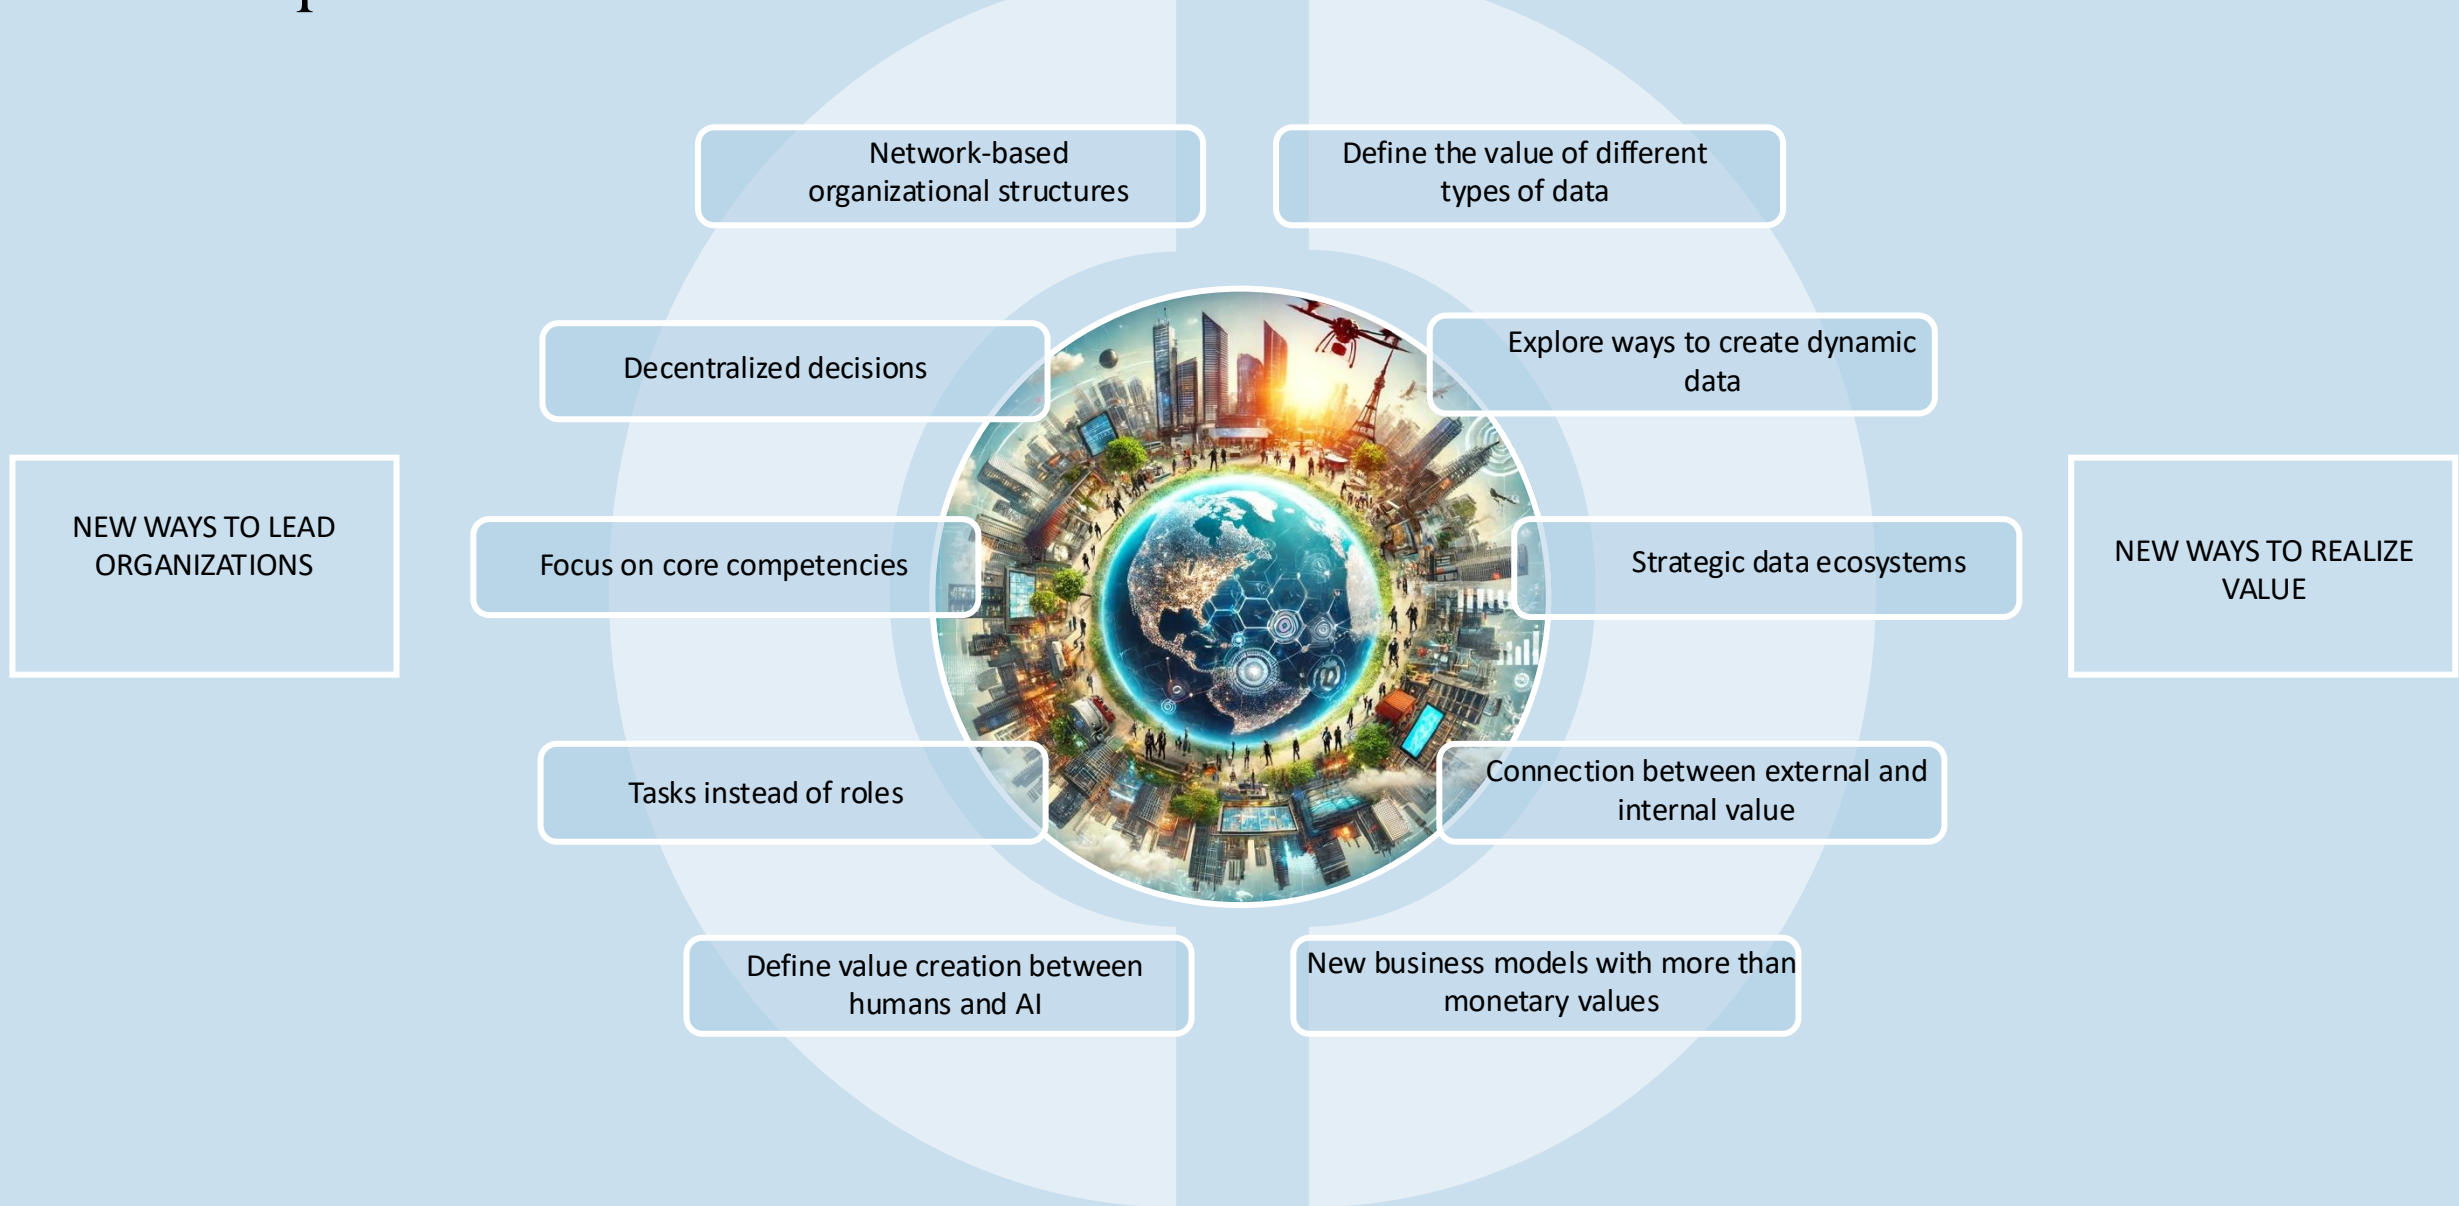 Network-based
organizational structures
Decentralized decisions
NEW WAYS TO LEAD
ORGANIZATIONS
Focus on core competencies
Tasks instead of roles
Define value creation between
humans and AI
Define the value of different
types of data
Explore ways to create dynamic
data
Strategic data ecosystems
NEW WAYS TO REALIZE
VALUE
Connection between external and
internal value
New business models with more than
monetary values